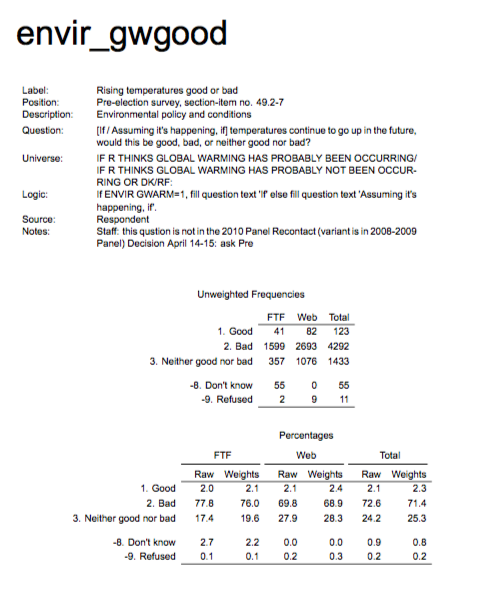 envir_gwgood
Label: Rising temperatures good or bad
Position: Pre-election survey, section-item no. 49.2-7
Description: Environmental policy and conditions
Question: [If / Assuming it's happening, if] temperatures continue to go up in the future,
would this be good, bad, or neither good nor bad?
Universe: IF R THINKS GLOBAL WARMING HAS PROBABLY BEEN OCCURRING/
IF R THINKS GLOBAL WARMING HAS PROBABLY NOT BEEN OCCUR-
RING OR DK/RF:
Logic: If ENVIR GWARM=1, fill question text 'If' else fill question text 'Assuming it's
happening, if'.
Source: Respondent
Notes: Staff: this qustion is not in the 2010 Panel Recontact (variant is in 2008-2009
Panel) Decision April 14-15: ask Pre
Unweighted Frequencies
FTF Web Total
1. Good 41 82 123
2. Bad 1599 2693 4292
3. Neither good nor bad 357 1076 1433
-8. Don't know 55 0 55
-9. Refused 2 9 11
Percentages
FTF Web Total
Raw Weights Raw Weights Raw Weights
1. Good 2.0 2.1 2.1 2.4 2.1 2.3
2. Bad 77.8 76.0 69.8 68.9 72.6 71.4
3. Neither good nor bad 17.4 19.6 27.9 28.3 24.2 25.3
-8. Don't know 2.7 2.2 0.0 0.0 0.9 0.8
-9. Refused 0.1 0.1 0.2 0.3 0.2 0.2